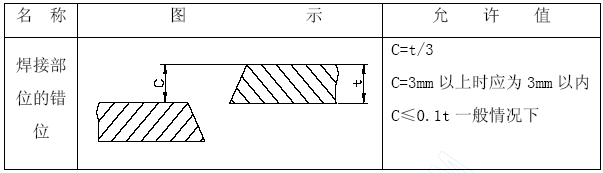 名 称
图 示
允 许 值
焊接部
位的错
位
C
t
C=t/3
C=3mm 以上时应为 3mm 以内
C≤0.1t 一般情况下